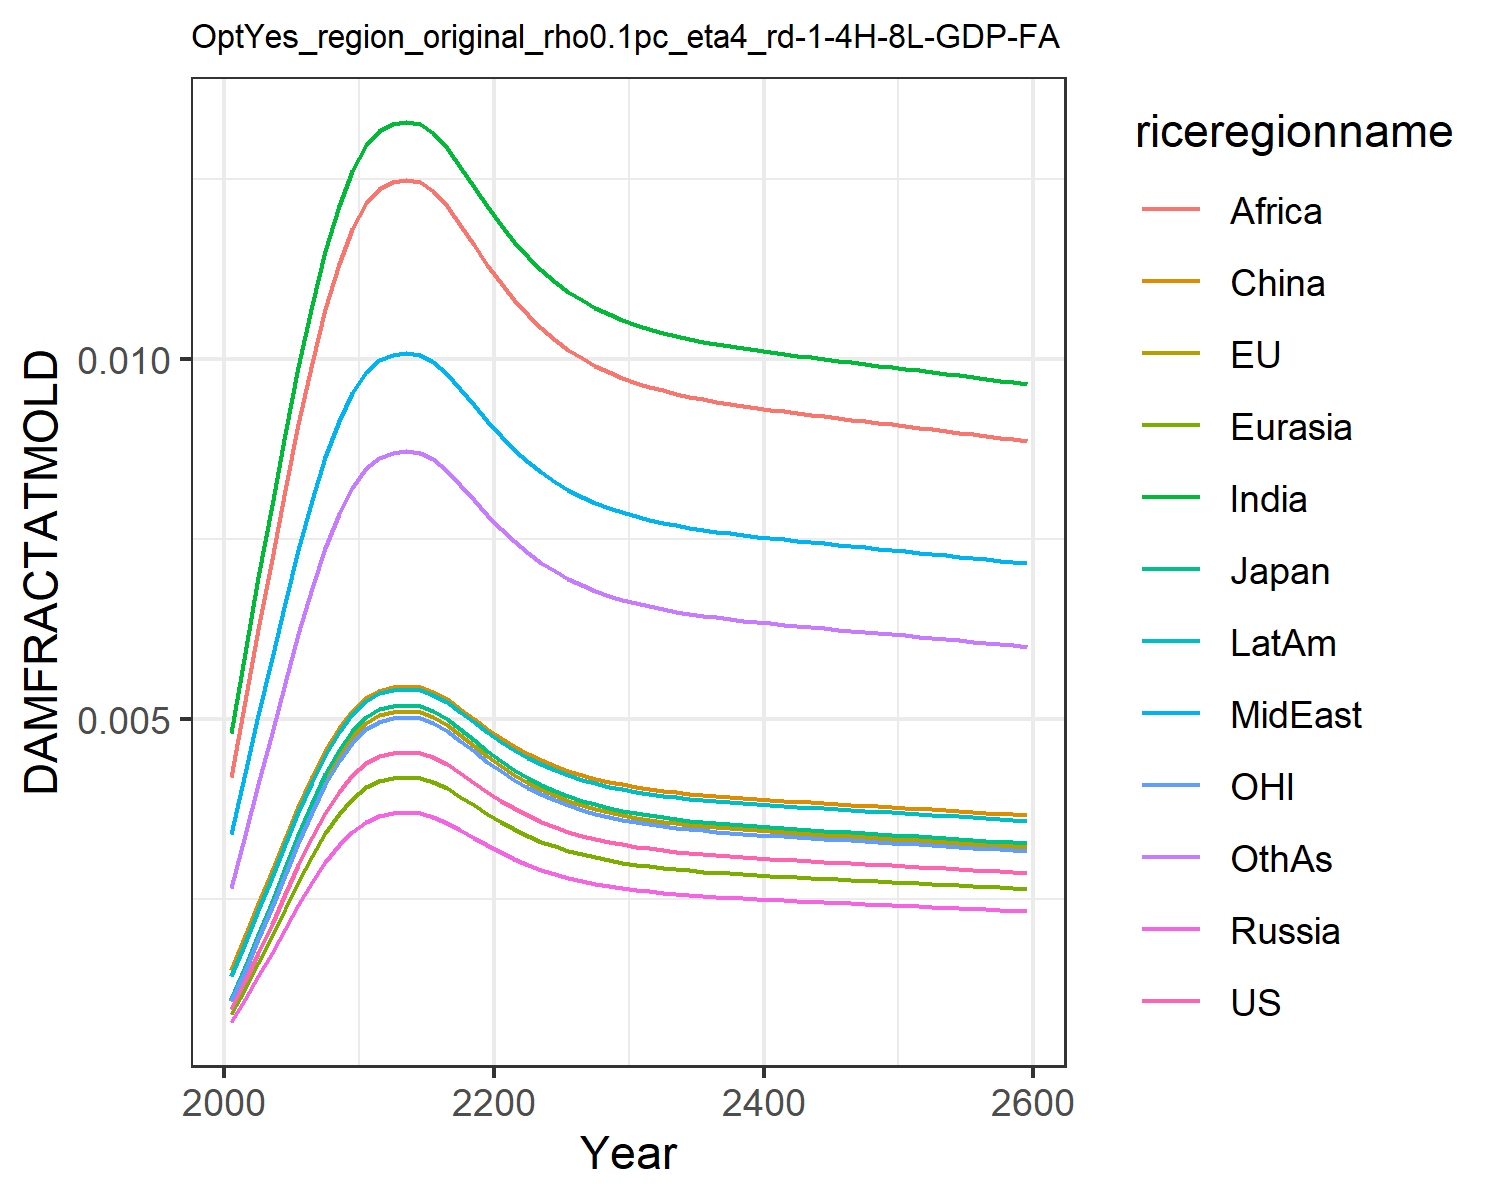 OptYes_region_original_rho0.1pc_eta4_rd-1-4H-8L-GDP-FA
DAMFRACTATMOLD
0.010
0.005
2000
2200
2400
2600
Year
riceregionname
Africa
China
EU
Eurasia
India
Japan
LatAm
MidEast
OHI
OthAs
Russia
US